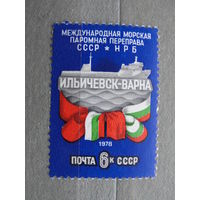 МЕЖДУНАРОДНАЯ МОРСКАЯ
ПАРОМНАЯ ПЕРЕПРАВА
СССР ★ НРБ
ИЛЬИЧЕВСК-ВАРНА
1978
ПОЧТА 6К СССР